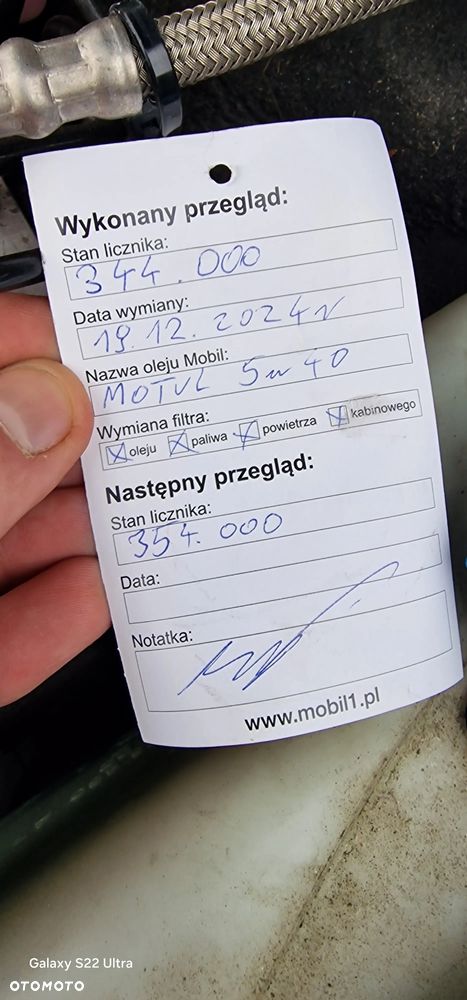 Wykonany przegląd:
Stan licznika:
344.000
Data wymiany:
19.12.2024r
Nazwa oleju Mobil:
MOTUL 5w40
Wymiana filtra:
oleju paliwa powietrza kabinowego
Następny przegląd:
Stan licznika:
354.000
Data:
Notatka:
www.mobil1.pl
Galaxy S22 Ultra
OTOMOTO